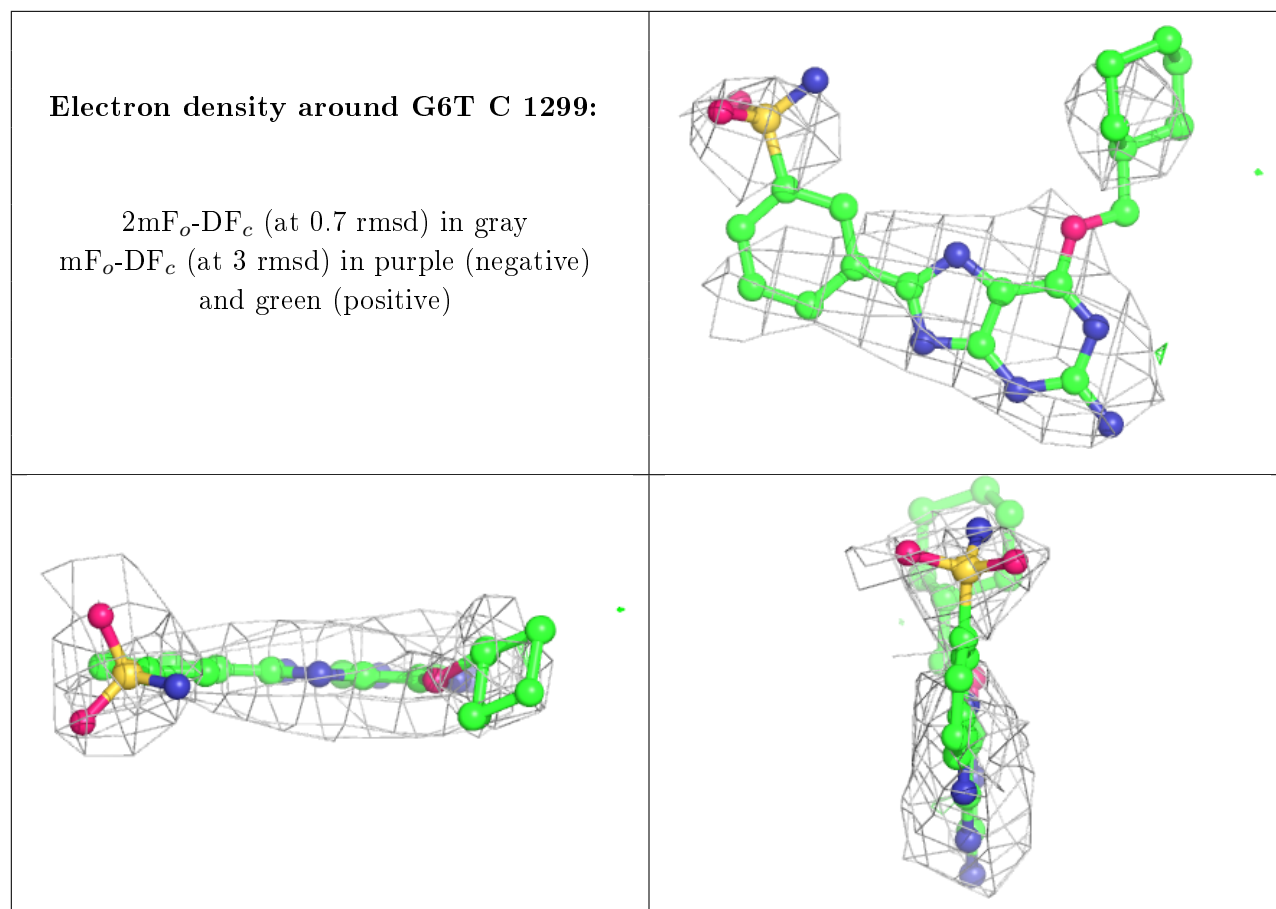 Electron density around G6T C 1299:
2mFₒ-DF𝒸 (at 0.7 rmsd) in gray
mFₒ-DF𝒸 (at 3 rmsd) in purple (negative)
and green (positive)